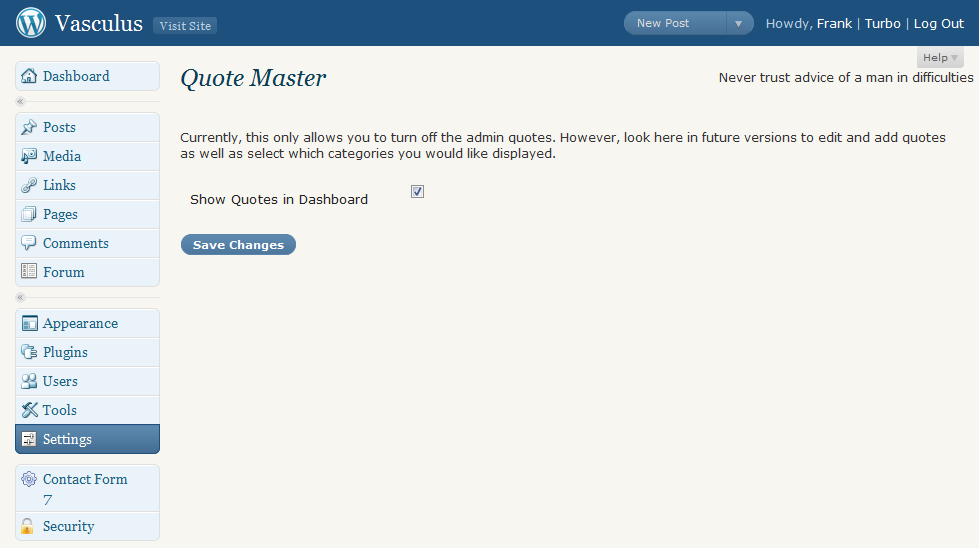 Vasculus
Visit Site
New Post
Howdy, Frank | Turbo | Log Out
Help
Dashboard
Quote Master
Never trust advice of a man in difficulties
«
Posts
Media
Links
Pages
Comments
Forum
«
Appearance
Plugins
Users
Tools
Settings
Contact Form
7
Security
Currently, this only allows you to turn off the admin quotes. However, look here in future versions to edit and add quotes
as well as select which categories you would like displayed.
Show Quotes in Dashboard
Save Changes